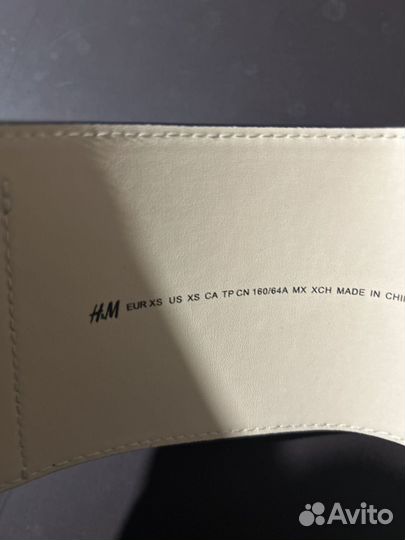 H&M EUR XS US XS CA TP CN 160/64A MX XCH MADE IN CHI
Avito